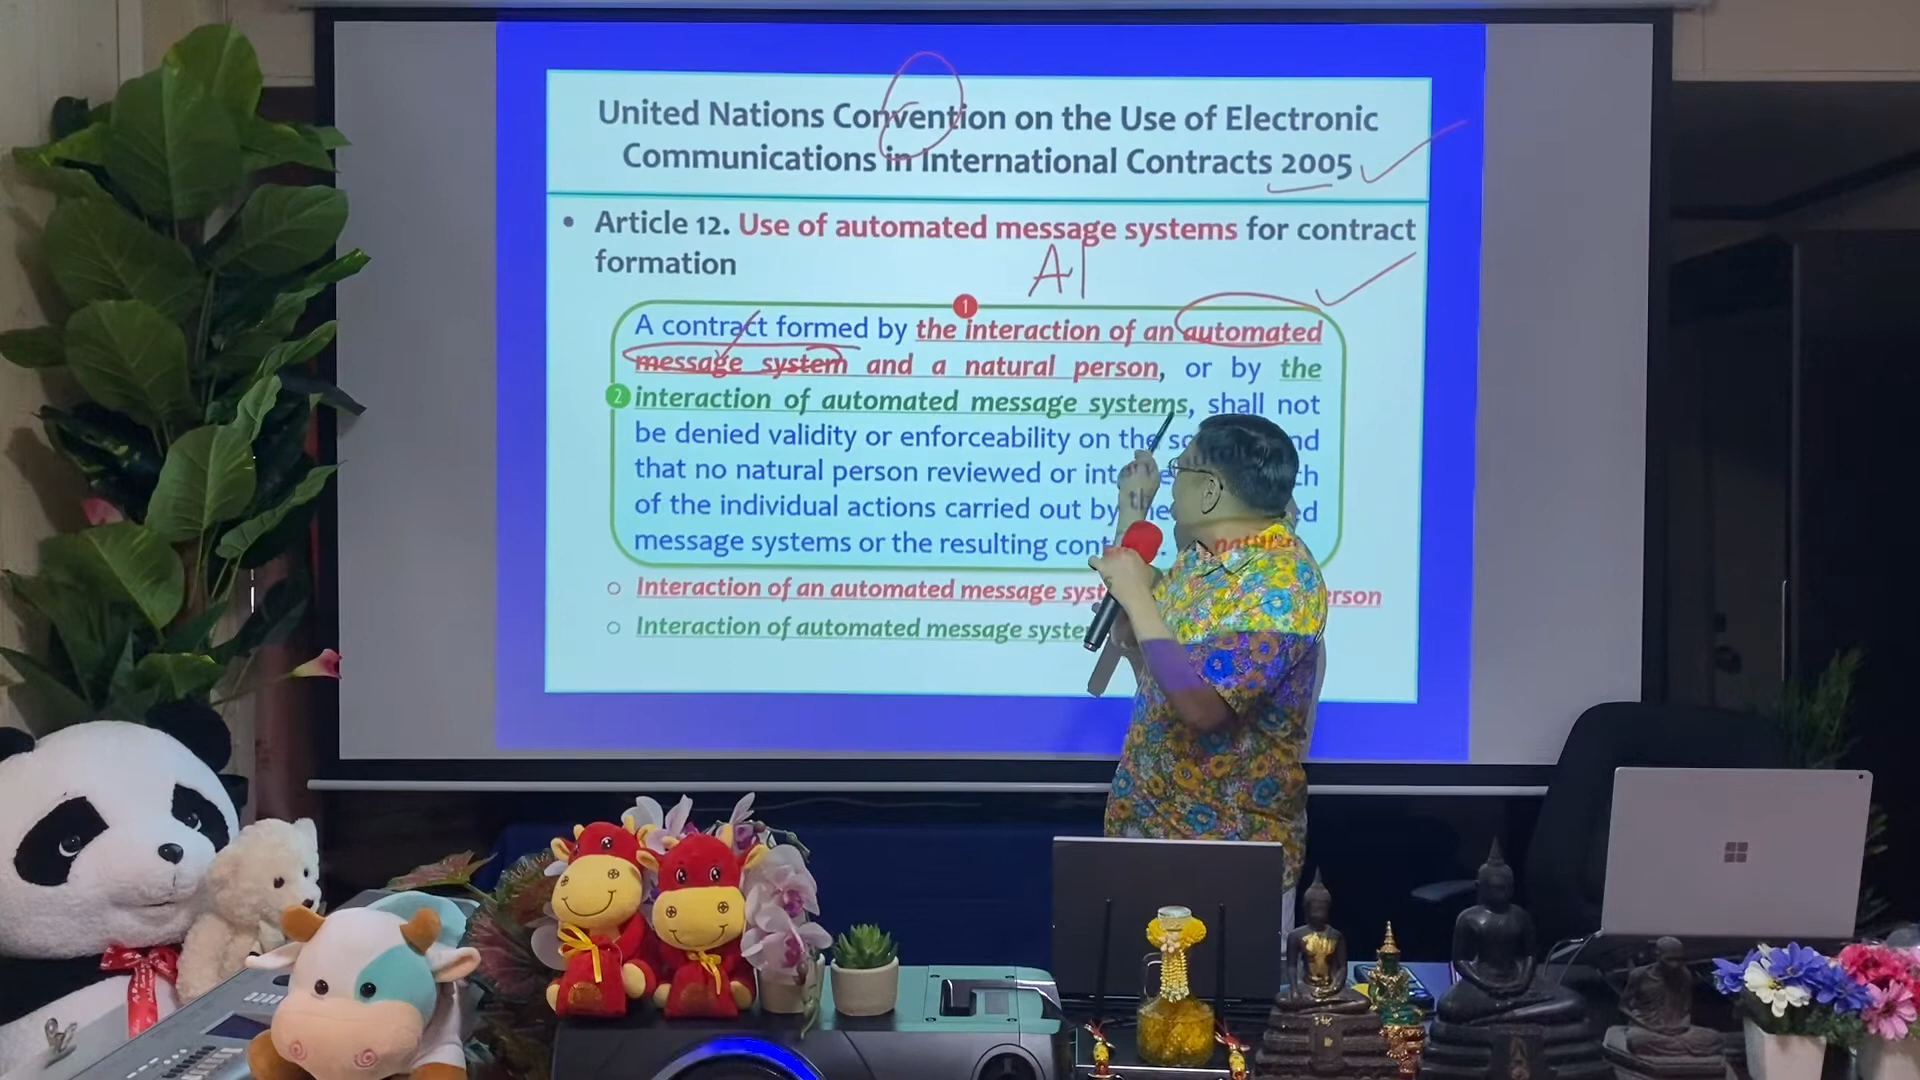 United Nations Convention on the Use of Electronic
Communications in International Contracts 2005
• Article 12. Use of automated message systems for contract
formation
AI
1
A contract formed by the interaction of an automated
message system and a natural person, or by the
2 interaction of automated message systems, shall not
be denied validity or enforceability on the
that no natural person reviewed or
of the individual actions carried out by
message systems or the resulting
○ Interaction of an automated message
○ Interaction of automated message